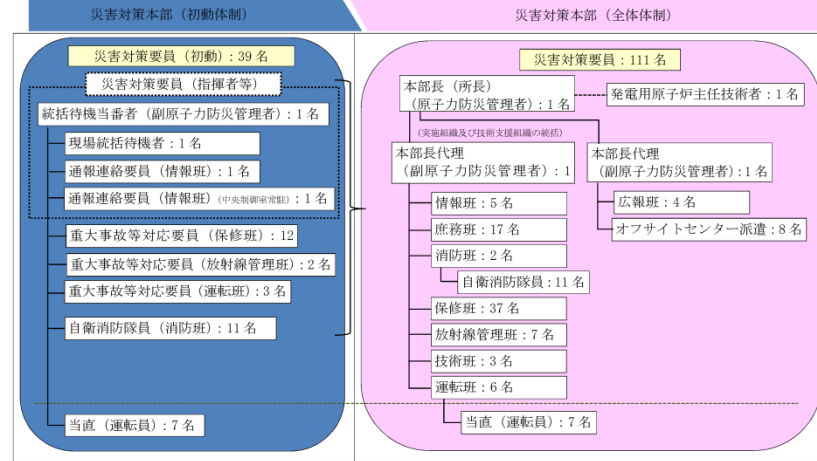 災害対策本部（初動体制）
災害対策本部（全体体制）
災害対策要員（初動）：39 名
災害対策要員（指揮者等）
統括待機当番者（副原子力防災管理者）：1 名
現場統括待機者：1 名
通報連絡要員（情報班）：1 名
通報連絡要員（情報班）（中央制御室常駐）：1 名
重大事故等対応要員（保修班）：12
重大事故等対応要員（放射線管理班）：2 名
重大事故等対応要員（運転班）：3 名
自衛消防隊員（消防班）：11 名
当直（運転員）：7 名
災害対策要員：111 名
本部長（所長）
（原子力防災管理者）：1 名
発電用原子炉主任技術者：1 名
（実施組織及び技術支援組織の統括）
本部長代理
（副原子力防災管理者）：1
本部長代理
（副原子力防災管理者）：1 名
情報班：5 名
庶務班：17 名
消防班：2 名
自衛消防隊員：11 名
保修班：37 名
放射線管理班：7 名
技術班：3 名
運転班：6 名
当直（運転員）：7 名
広報班：4 名
オフサイトセンター派遣：8 名